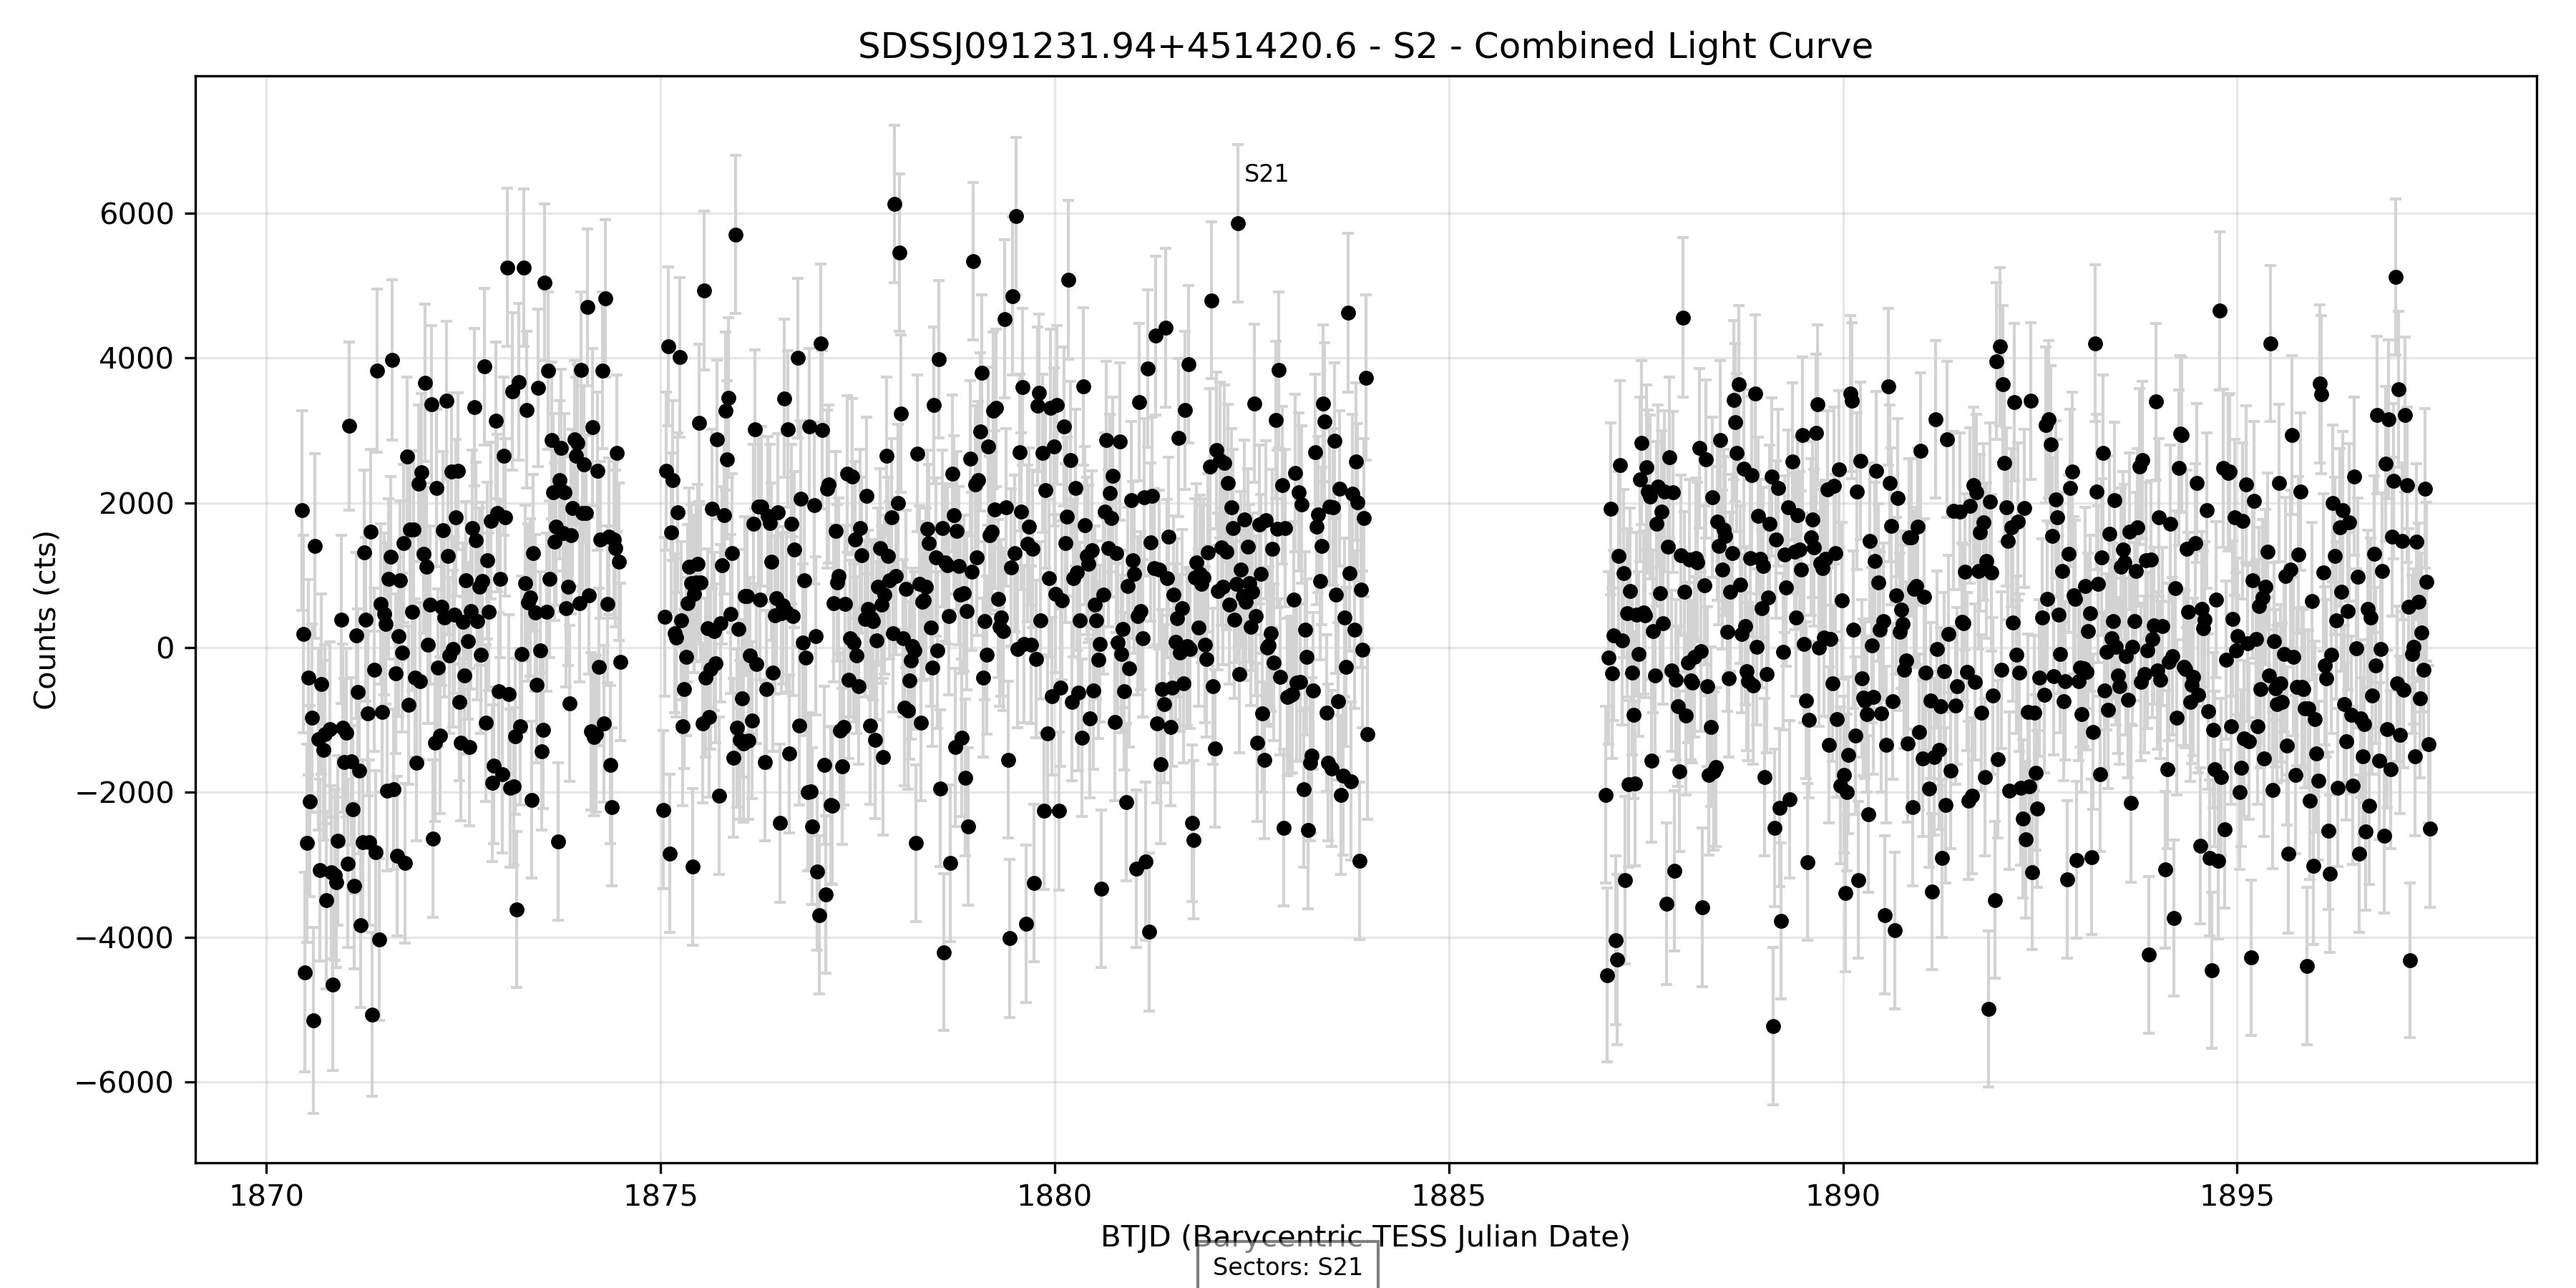 SDSSJ091231.94+451420.6 - S2 - Combined Light Curve
S21
6000
4000
2000
0
−2000
−4000
−6000
Counts (cts)
1870 1875 1880 1885 1890 1895
BTJD (Barycentric TESS Julian Date)
Sectors: S21